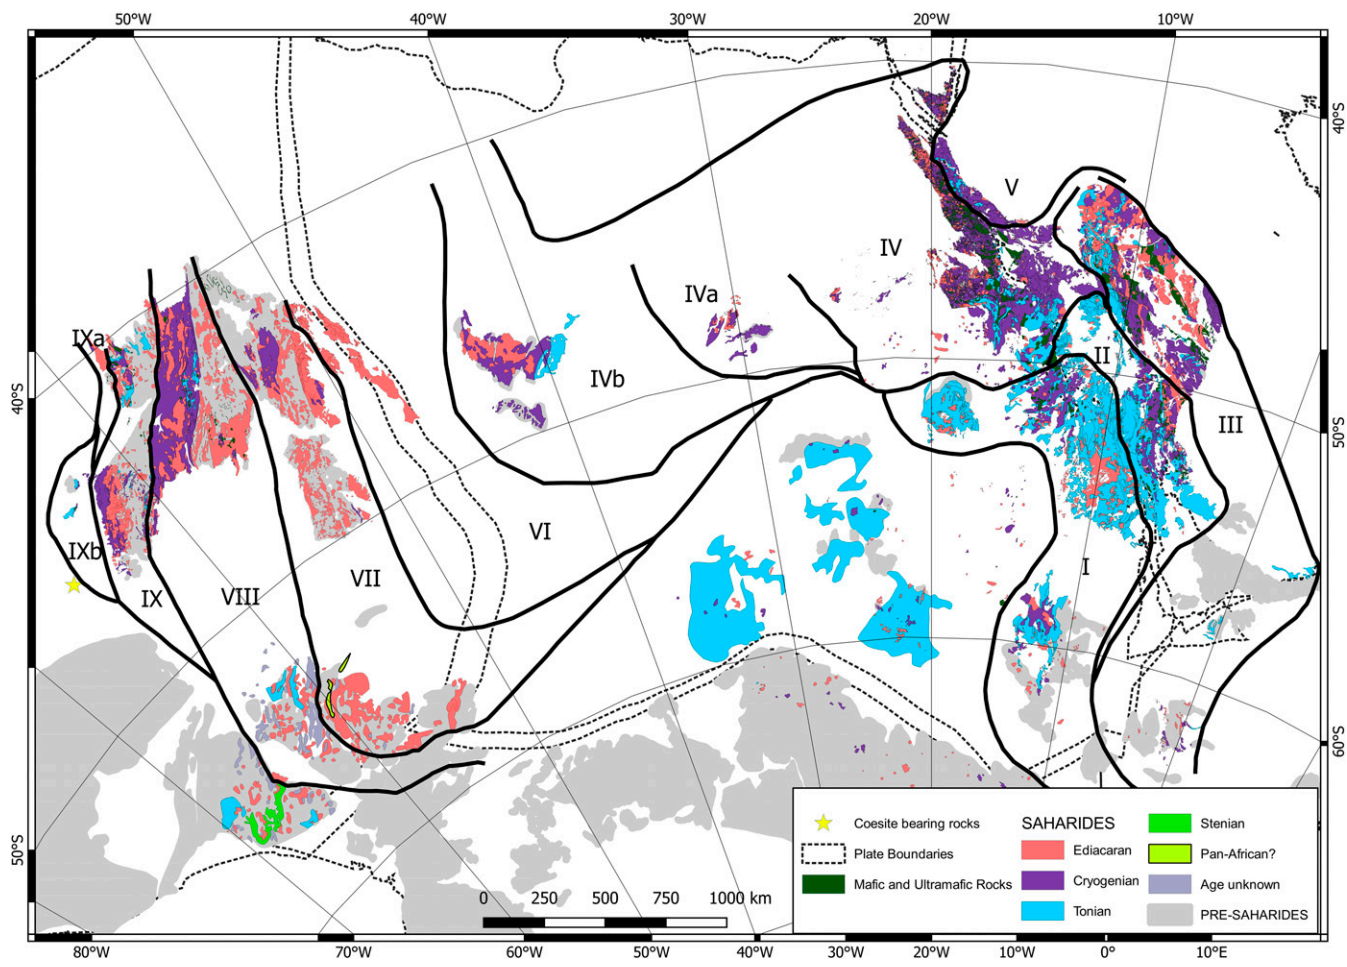 50°W 40°W 30°W 20°W 10°W
40°S
V
IV
IVa
IXa
II
IVb
40°S
III
50°S
VI
IXb
I
VII
IX VIII
60°S
Coesite bearing rocks
Plate Boundaries
Mafic and Ultramafic Rocks
SAHARIDES
Ediacaran
Cryogenian
Tonian
Stenian
Pan-African?
Age unknown
PRE-SAHARIDES
50°S
0 250 500 750 1000 km
80°W 70°W 60°W 50°W 40°W 30°W 20°W 10°W 0° 10°E